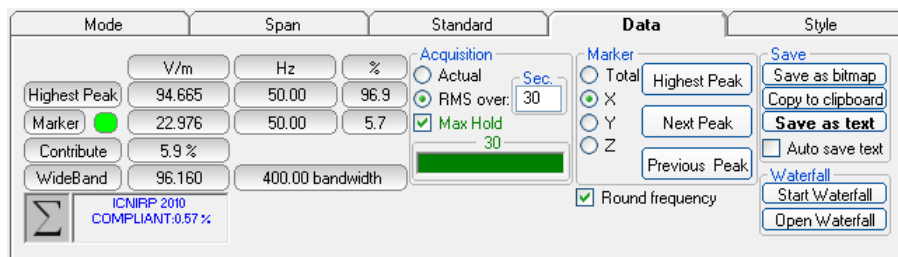 Mode Span Standard Data Style
V/m Hz %
Highest Peak 94.665 50.00 96.9
Marker 22.976 50.00 5.7
Contribute 5.9 %
WideBand 96.160 400.00 bandwidth
ICNIRP 2010
COMPLIANT:0.57 %
Σ
Acquisition
Actual
Sec.
RMS over: 30
Max Hold
30
Marker
Total
X
Y
Z
Highest Peak
Next Peak
Previous Peak
Round frequency
Save
Save as bitmap
Copy to clipboard
Save as text
Auto save text
Waterfall
Start Waterfall
Open Waterfall